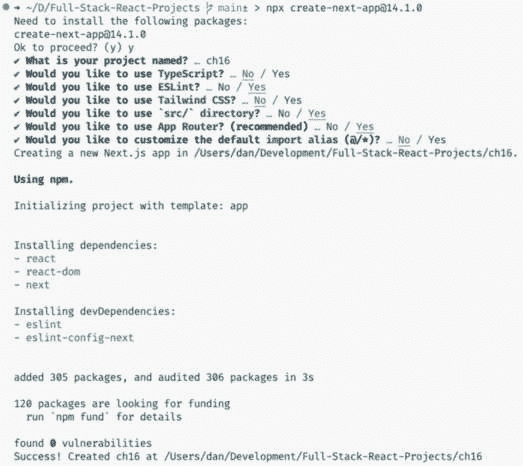 ➜ ~/D/Full-Stack-React-Projects main± > npx create-next-app@14.1.0
Need to install the following packages:
create-next-app@14.1.0
Ok to proceed? (y) y
✔ What is your project named? … ch16
✔ Would you like to use TypeScript? … No / Yes
✔ Would you like to use ESLint? … No / Yes
✔ Would you like to use Tailwind CSS? … No / Yes
✔ Would you like to use `src/` directory? … No / Yes
✔ Would you like to use App Router? (recommended) … No / Yes
✔ Would you like to customize the default import alias (@/*)? … No / Yes
Creating a new Next.js app in /Users/dan/Development/Full-Stack-React-Projects/ch16.
Using npm.
Initializing project with template: app
Installing dependencies:
- react
- react-dom
- next
Installing devDependencies:
- eslint
- eslint-config-next
added 305 packages, and audited 306 packages in 3s
120 packages are looking for funding
run `npm fund` for details
found 0 vulnerabilities
Success! Created ch16 at /Users/dan/Development/Full-Stack-React-Projects/ch16